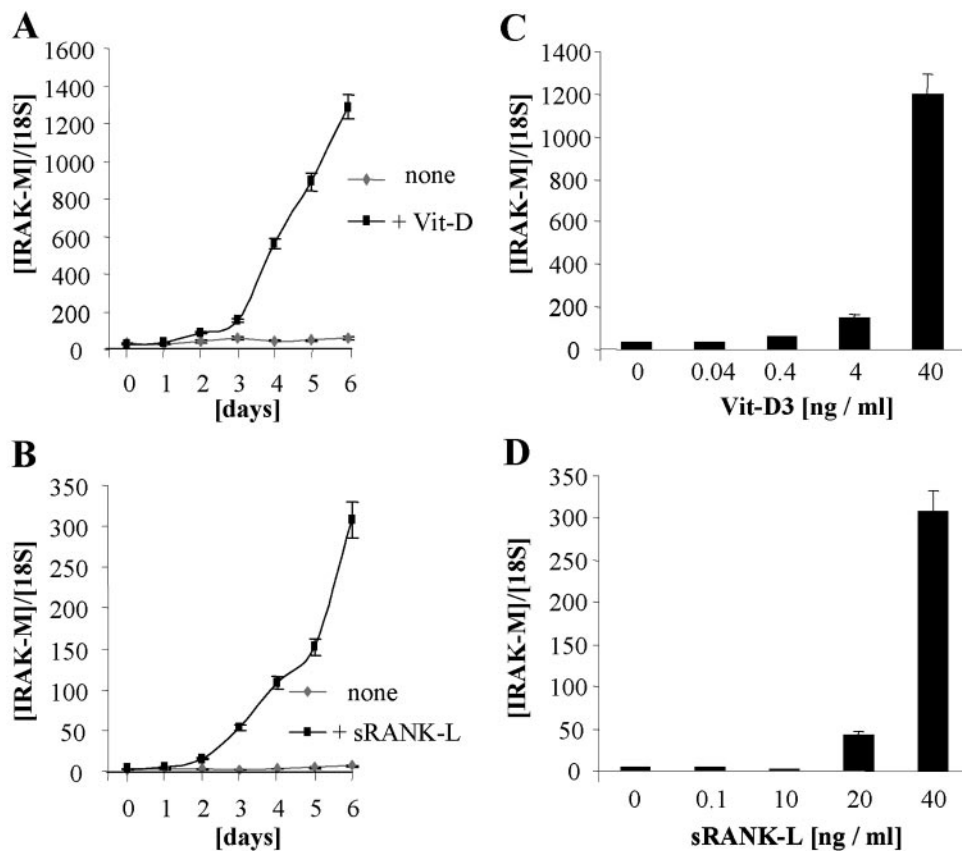 A
[IRAK-M]/[18S]
1600
1400
1200
1000
800
600
400
200
0
none
+ Vit-D
0 1 2 3 4 5 6
[days]
B
[IRAK-M]/[18S]
350
300
250
200
150
100
50
0
none
+ sRANK-L
0 1 2 3 4 5 6
[days]
C
[IRAK-M]/[18S]
1400
1200
1000
800
600
400
200
0
0 0.04 0.4 4 40
Vit-D3 [ng / ml]
D
[IRAK-M]/[18S]
350
300
250
200
150
100
50
0
0 0.1 10 20 40
sRANK-L [ng / ml]